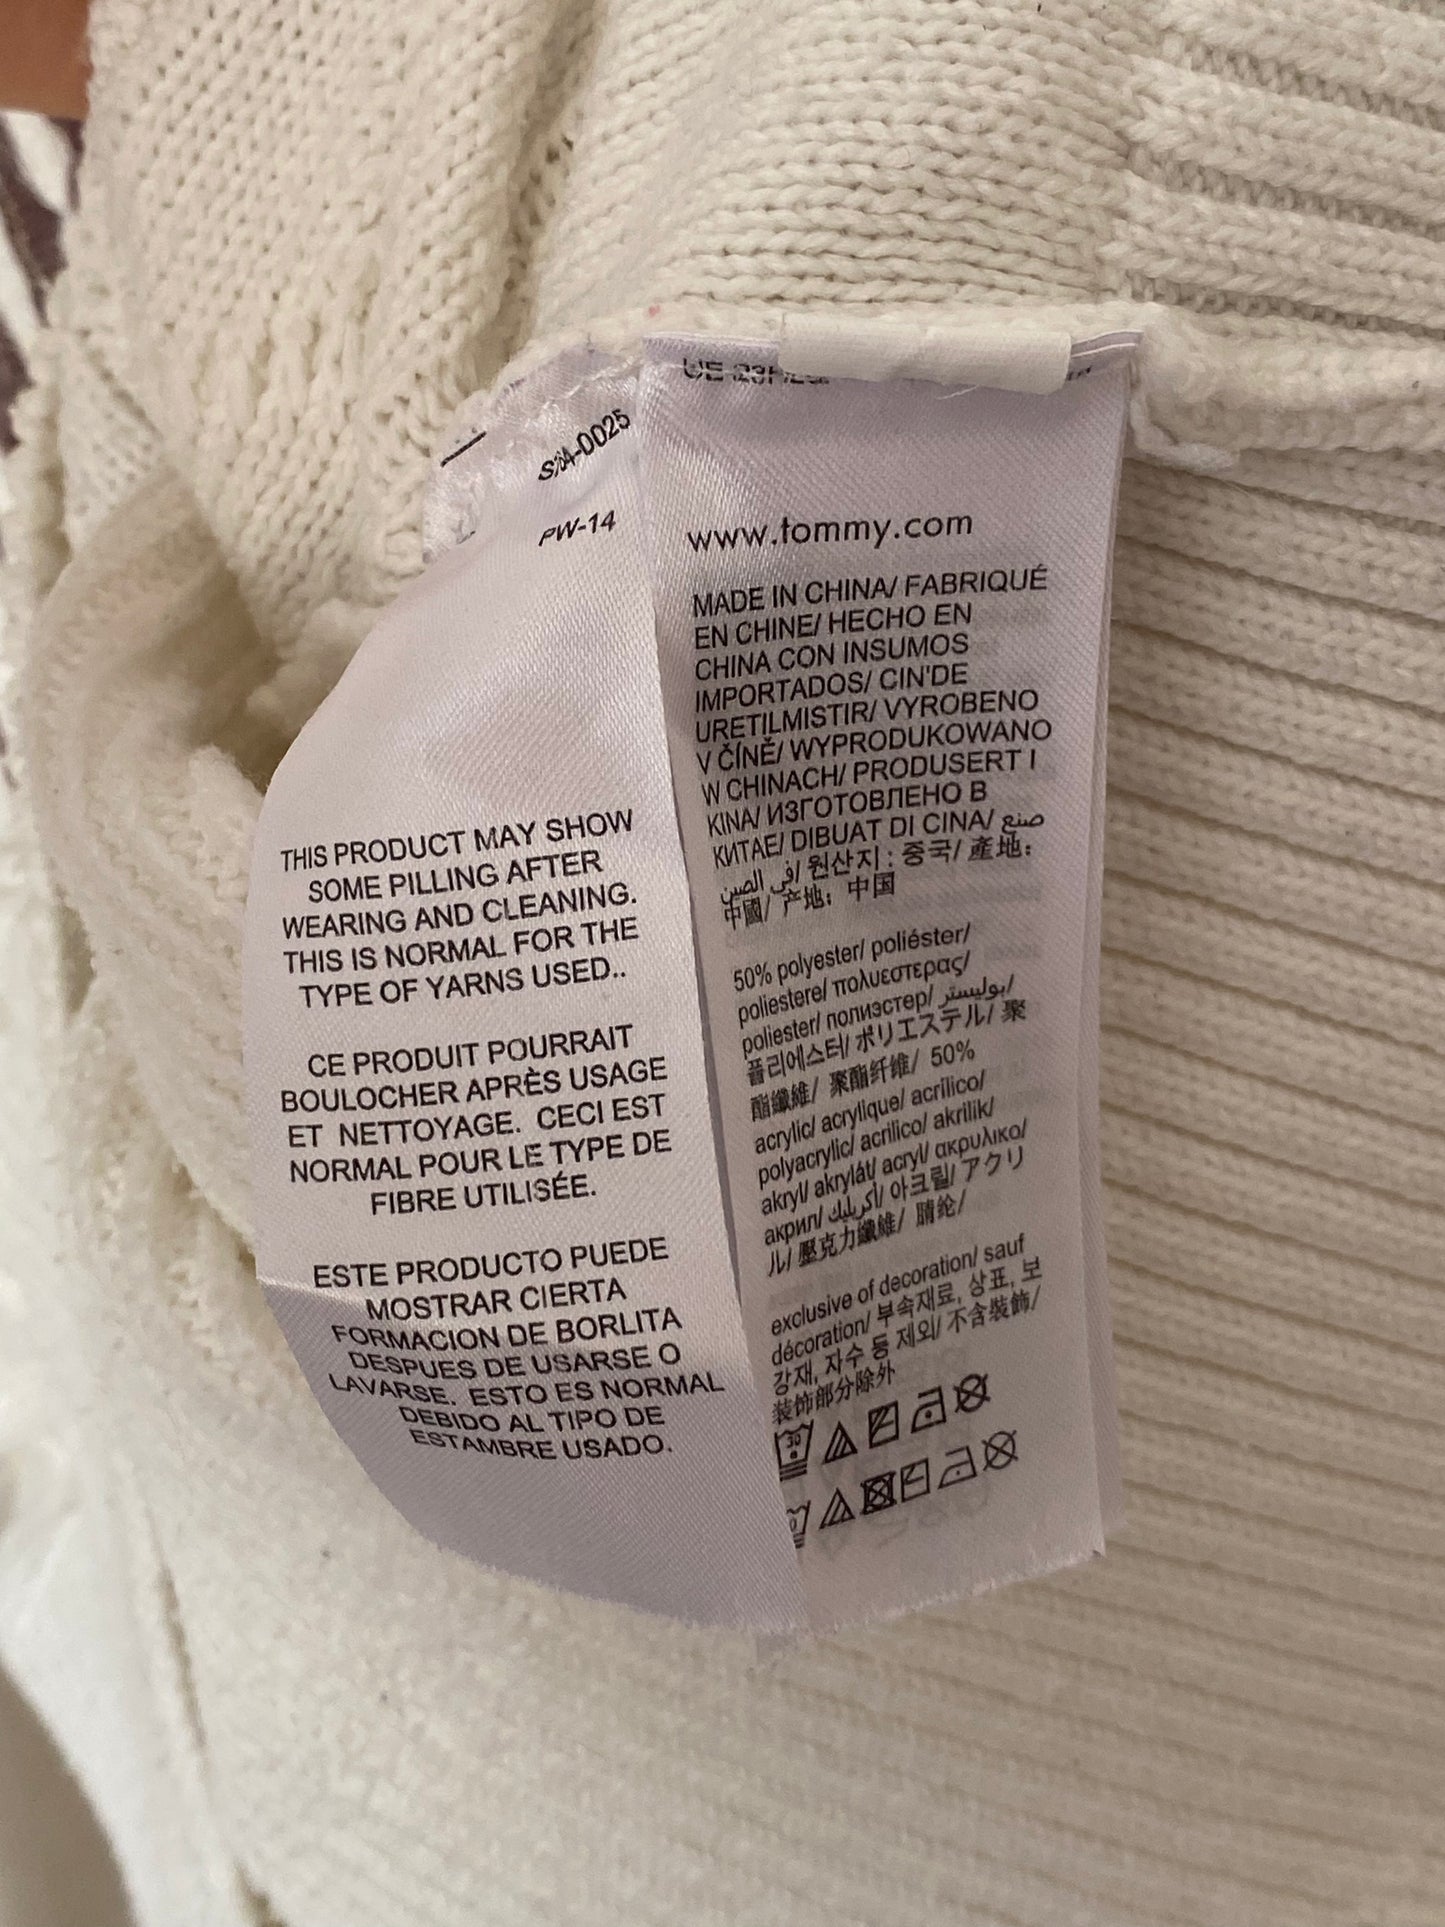 PW-14
THIS PRODUCT MAY SHOW
SOME PILLING AFTER
WEARING AND CLEANING.
THIS IS NORMAL FOR THE
TYPE OF YARNS USED..
CE PRODUIT POURRAIT
BOULOCHER APRÈS USAGE
ET NETTOYAGE. CECI EST
NORMAL POUR LE TYPE DE
FIBRE UTILISÉE.
ESTE PRODUCTO PUEDE
MOSTRAR CIERTA
FORMACION DE BORLITA
DESPUES DE USARSE O
LAVARSE. ESTO ES NORMAL
DEBIDO AL TIPO DE
ESTAMBRE USADO.
www.tommy.com
MADE IN CHINA/ FABRIQUÉ
EN CHINE/ HECHO EN
CHINA CON INSUMOS
IMPORTADOS/ CIN'DE
URETILMISTIR/ VYROBENO
V ČÍNĚ/ WYPRODUKOWANO
W CHINACH/ PRODUSERT I
KINA/ ИЗГОТОВЛЕНО В
КИТАЕ/ DIBUAT DI CINA/ صنع
في الصين/ 원산지 : 중국/ 產地:
中國/ 产地: 中国
50% polyester/ poliéster/
poliestere/ πολυεστερας/
poliester/ полиэстер/ بوليستر/
폴리에스터/ ポリエステル/ 聚
酯纖維/ 聚酯纤维/ 50%
acrylic/ acrylique/ acrílico/
polyacrylic/ acrilico/ akrilik/
akryl/ akrylát/ acryl/ ακρυλικο/
акрил/ أكريليك/ 아크릴/ アクリ
ル/ 壓克力纖維/ 腈纶/
exclusive of decoration/ sauf
décoration/ 부속재료, 상표, 보
강재, 자수 등 제외/ 不含裝飾/
装饰部分除外
30